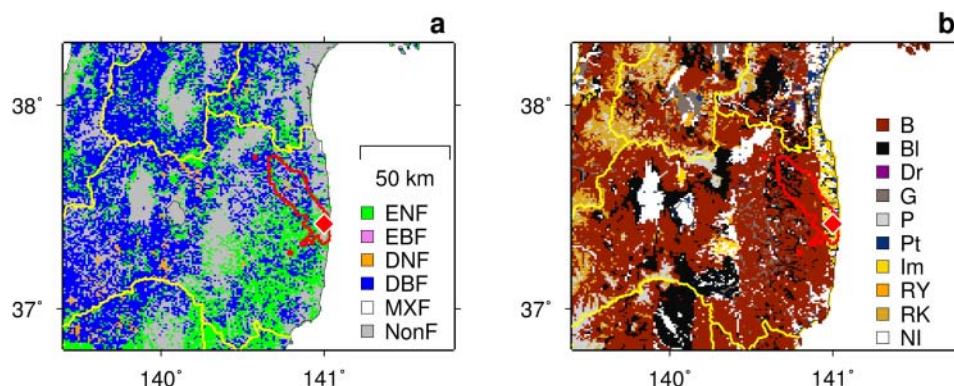 a
38˚
37˚
140˚
141˚
50 km
ENF
EBF
DNF
DBF
MXF
NonF
b
38˚
37˚
140˚
141˚
B
Bl
Dr
G
P
Pt
Im
RY
RK
NI